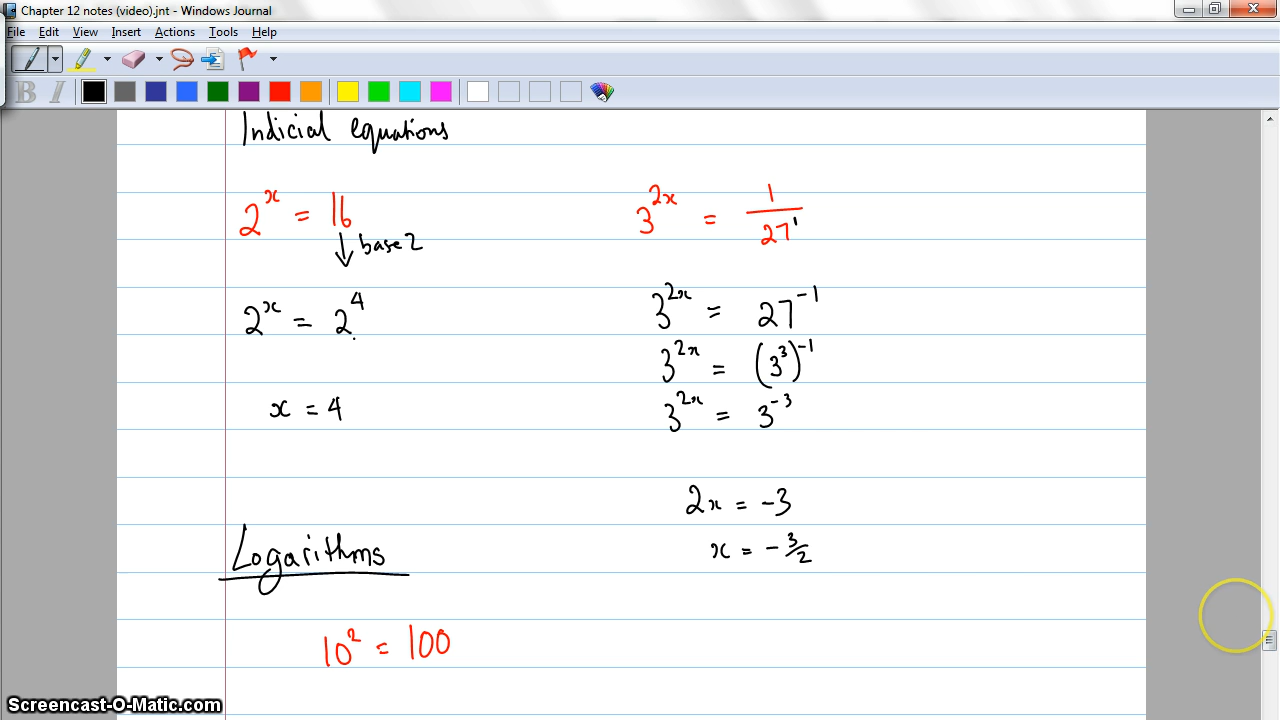 Chapter 12 notes (video).jnt - Windows Journal
File Edit View Insert Actions Tools Help
B I
Indicial equations
2^x = 16
↓ base 2
2^x = 2^4
x = 4
3^{2x} = 1/27^1
3^{2x} = 27^{-1}
3^{2x} = (3^3)^{-1}
3^{2x} = 3^{-3}
2x = -3
x = -3/2
Logarithms
10^2 = 100
Screencast-O-Matic.com